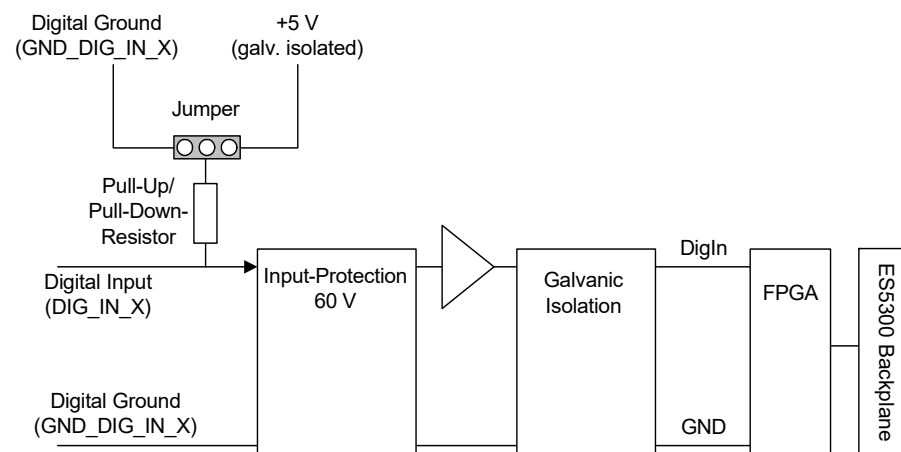 Digital Ground
(GND_DIG_IN_X)
+5 V
(galv. isolated)
Jumper
Pull-Up/
Pull-Down-
Resistor
Digital Input
(DIG_IN_X)
Input-Protection
60 V
Galvanic
Isolation
DigIn
FPGA
ES5300 Backplane
Digital Ground
(GND_DIG_IN_X)
GND